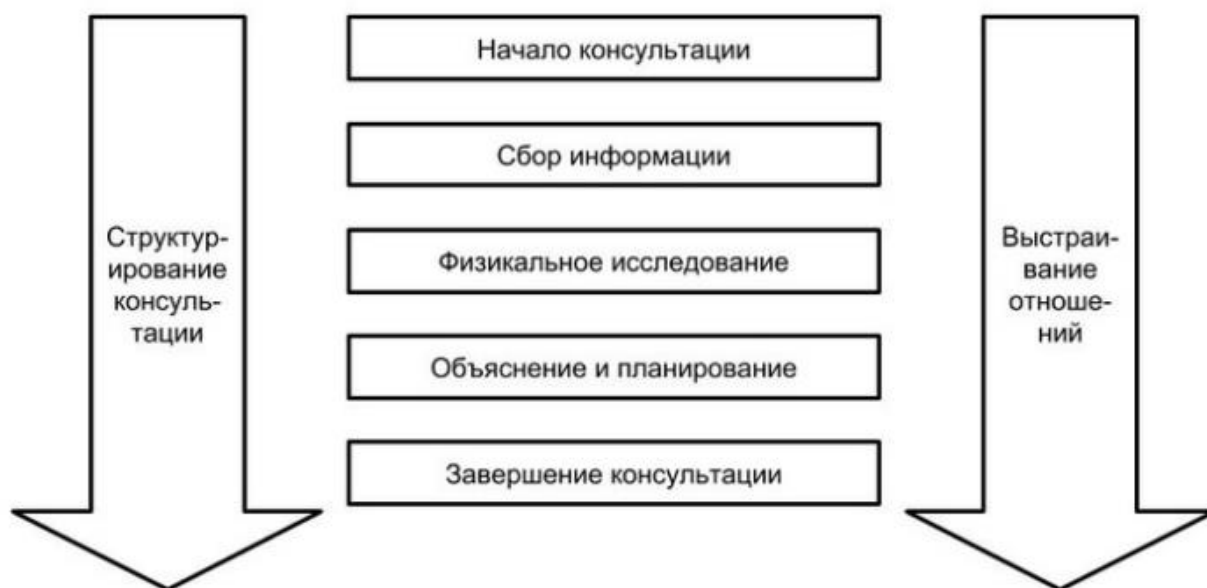 Начало консультации
Сбор информации
Структур-
ирование
консуль-
тации
Физикальное исследование
Выстраи-
вание
отноше-
ний
Объяснение и планирование
Завершение консультации